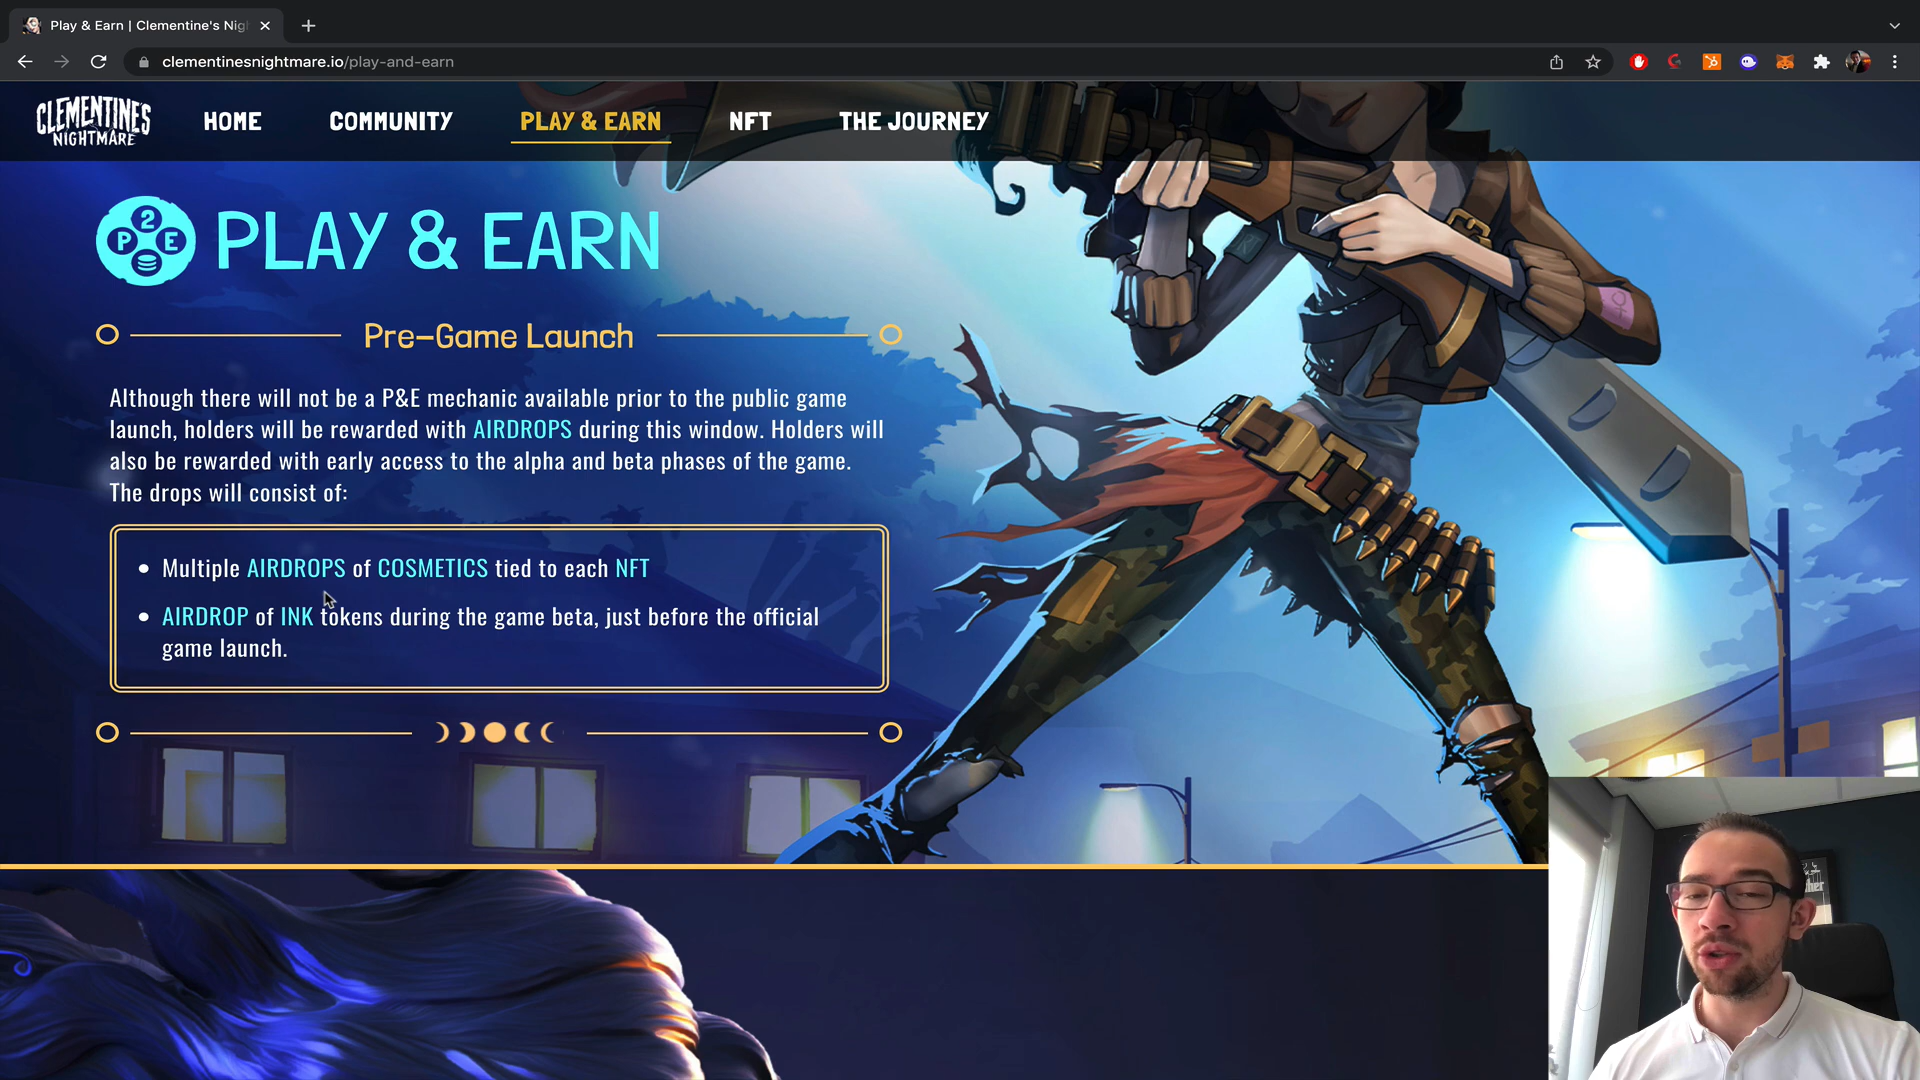 Play & Earn | Clementine's Nig
clementinesnightmare.io/play-and-earn
CLEMENTINE'S
NIGHTMARE
HOME
COMMUNITY
PLAY & EARN
NFT
THE JOURNEY
P 2 E
PLAY & EARN
Pre-Game Launch
Although there will not be a P&E mechanic available prior to the public game
launch, holders will be rewarded with AIRDROPS during this window. Holders will
also be rewarded with early access to the alpha and beta phases of the game.
The drops will consist of:
• Multiple AIRDROPS of COSMETICS tied to each NFT
• AIRDROP of INK tokens during the game beta, just before the official
game launch.